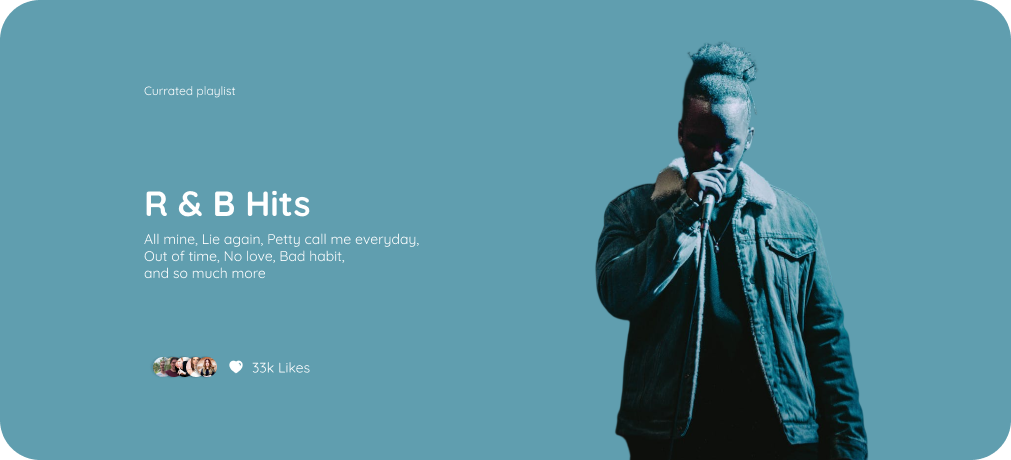 Currated playlist
R & B Hits
All mine, Lie again, Petty call me everyday,
Out of time, No love, Bad habit,
and so much more
33k Likes